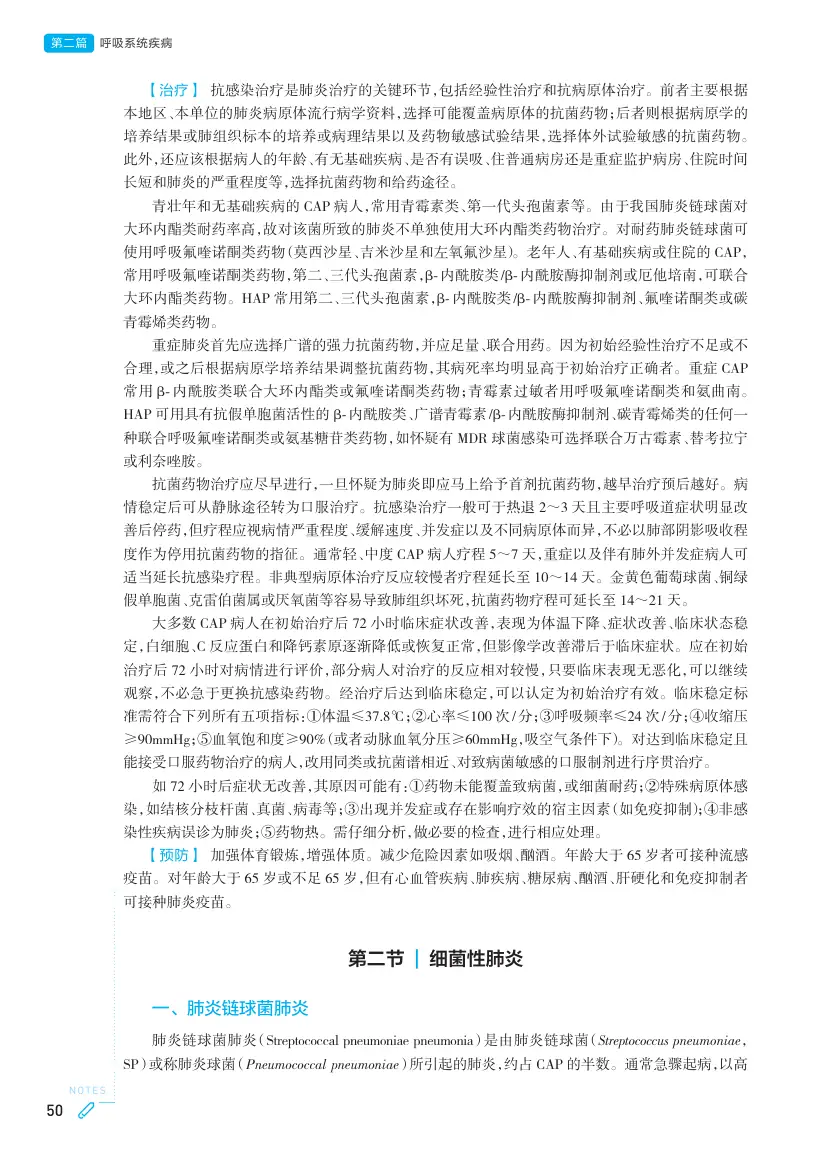 第二篇 呼吸系统疾病
【治疗】 抗感染治疗是肺炎治疗的关键环节,包括经验性治疗和抗病原体治疗。前者主要根据
本地区、本单位的肺炎病原体流行病学资料,选择可能覆盖病原体的抗菌药物;后者则根据病原学的
培养结果或肺组织标本的培养或病理结果以及药物敏感试验结果,选择体外试验敏感的抗菌药物。
此外,还应该根据病人的年龄、有无基础疾病、是否有误吸、住普通病房还是重症监护病房、住院时间
长短和肺炎的严重程度等,选择抗菌药物和给药途径。
青壮年和无基础疾病的 CAP 病人,常用青霉素类、第一代头孢菌素等。由于我国肺炎链球菌对
大环内酯类耐药率高,故对该菌所致的肺炎不单独使用大环内酯类药物治疗。对耐药肺炎链球菌可
使用呼吸氟喹诺酮类药物(莫西沙星、吉米沙星和左氧氟沙星)。老年人、有基础疾病或住院的 CAP,
常用呼吸氟喹诺酮类药物,第二、三代头孢菌素,β- 内酰胺类/β- 内酰胺酶抑制剂或厄他培南,可联合
大环内酯类药物。HAP 常用第二、三代头孢菌素,β- 内酰胺类/β- 内酰胺酶抑制剂、氟喹诺酮类或碳
青霉烯类药物。
重症肺炎首先应选择广谱的强力抗菌药物,并应足量、联合用药。因为初始经验性治疗不足或不
合理,或之后根据病原学培养结果调整抗菌药物,其病死率均明显高于初始治疗正确者。重症 CAP
常用 β- 内酰胺类联合大环内酯类或氟喹诺酮类药物;青霉素过敏者用呼吸氟喹诺酮类和氨曲南。
HAP 可用具有抗假单胞菌活性的 β- 内酰胺类、广谱青霉素/β- 内酰胺酶抑制剂、碳青霉烯类的任何一
种联合呼吸氟喹诺酮类或氨基糖苷类药物,如怀疑有 MDR 球菌感染可选择联合万古霉素、替考拉宁
或利奈唑胺。
抗菌药物治疗应尽早进行,一旦怀疑为肺炎即应马上给予首剂抗菌药物,越早治疗预后越好。病
情稳定后可从静脉途径转为口服治疗。抗感染治疗一般可于热退 2~3 天且主要呼吸道症状明显改
善后停药,但疗程应视病情严重程度、缓解速度、并发症以及不同病原体而异,不必以肺部阴影吸收程
度作为停用抗菌药物的指征。通常轻、中度 CAP 病人疗程 5~7 天,重症以及伴有肺外并发症病人可
适当延长抗感染疗程。非典型病原体治疗反应较慢者疗程延长至 10~14 天。金黄色葡萄球菌、铜绿
假单胞菌、克雷伯菌属或厌氧菌等容易导致肺组织坏死,抗菌药物疗程可延长至 14~21 天。
大多数 CAP 病人在初始治疗后 72 小时临床症状改善,表现为体温下降、症状改善、临床状态稳
定,白细胞、C 反应蛋白和降钙素原逐渐降低或恢复正常,但影像学改善滞后于临床症状。应在初始
治疗后 72 小时对病情进行评价,部分病人对治疗的反应相对较慢,只要临床表现无恶化,可以继续
观察,不必急于更换抗感染药物。经治疗后达到临床稳定,可以认定为初始治疗有效。临床稳定标
准需符合下列所有五项指标:①体温≤37.8℃;②心率≤100 次 / 分;③呼吸频率≤24 次 / 分;④收缩压
≥90mmHg;⑤血氧饱和度≥90%(或者动脉血氧分压≥60mmHg,吸空气条件下)。对达到临床稳定且
能接受口服药物治疗的病人,改用同类或抗菌谱相近、对致病菌敏感的口服制剂进行序贯治疗。
如 72 小时后症状无改善,其原因可能有:①药物未能覆盖致病菌,或细菌耐药;②特殊病原体感
染,如结核分枝杆菌、真菌、病毒等;③出现并发症或存在影响疗效的宿主因素(如免疫抑制);④非感
染性疾病误诊为肺炎;⑤药物热。需仔细分析,做必要的检查,进行相应处理。
【预防】 加强体育锻炼,增强体质。减少危险因素如吸烟、酗酒。年龄大于 65 岁者可接种流感
疫苗。对年龄大于 65 岁或不足 65 岁,但有心血管疾病、肺疾病、糖尿病、酗酒、肝硬化和免疫抑制者
可接种肺炎疫苗。
第二节 | 细菌性肺炎
一、肺炎链球菌肺炎
肺炎链球菌肺炎(Streptococcal pneumoniae pneumonia)是由肺炎链球菌(Streptococcus pneumoniae,
SP)或称肺炎球菌(Pneumococcal pneumoniae)所引起的肺炎,约占 CAP 的半数。通常急骤起病,以高
NOTES
50